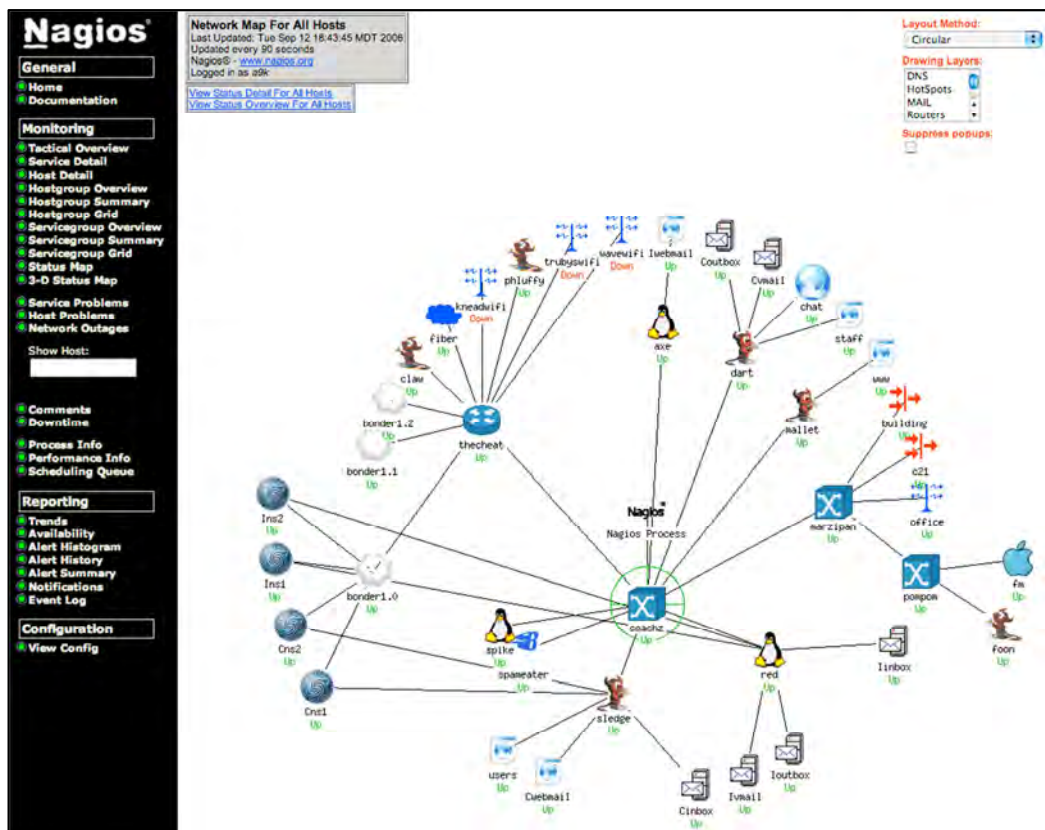 Nagios®
General
Home
Documentation
Monitoring
Tactical Overview
Service Detail
Host Detail
Hostgroup Overview
Hostgroup Summary
Hostgroup Grid
Servicegroup Overview
Servicegroup Summary
Servicegroup Grid
Status Map
3-D Status Map
Service Problems
Host Problems
Network Outages
Show Host:
Comments
Downtime
Process Info
Performance Info
Scheduling Queue
Reporting
Trends
Availability
Alert Histogram
Alert History
Alert Summary
Notifications
Event Log
Configuration
View Config
Network Map For All Hosts
Last Updated: Tue Sep 12 18:43:45 MDT 2006
Updated every 90 seconds
Nagios® - www.nagios.org
Logged in as a9k
View Status Detail For All Hosts
View Status Overview For All Hosts
Layout Method:
Circular
Drawing Layers:
DNS
HotSpots
MAIL
Routers
Suppress popups:
wavewifi
Down
Iwebmail
Up
Coutbox
Up
trubyswifi
Down
Cvmail
Up
phluffy
Up
kneadwifi
Down
chat
Up
fiber
Up
staff
Up
axe
Up
claw
Up
dart
Up
www
Up
bonder1.2
Up
mallet
Up
building
Up
thecheat
Up
bonder1.1
Up
c21
Up
Ins2
Up
Nagios
Nagios Process
marzipan
Up
office
Up
Ins1
Up
bonder1.0
Up
pompom
Up
fm
Up
coachz
Up
Cns2
Up
spike
Up
foon
Up
spameater
Up
red
Up
Iinbox
Up
Cns1
Up
sledge
Up
users
Up
Cwebmail
Up
Cinbox
Up
Ivmail
Up
Ioutbox
Up